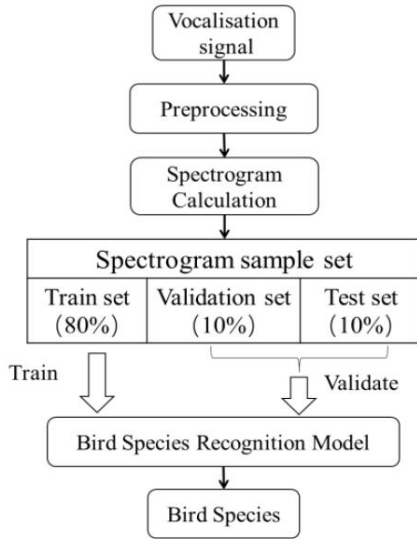 Vocalisation
signal
Preprocessing
Spectrogram
Calculation
Spectrogram sample set
Train set
(80%)
Validation set
(10%)
Test set
(10%)
Train
Validate
Bird Species Recognition Model
Bird Species